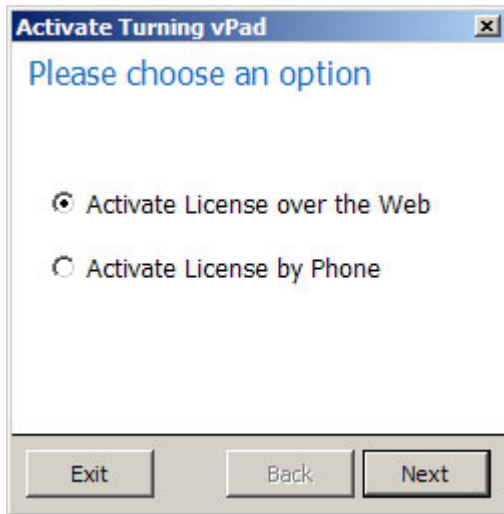 Activate Turning vPad
Please choose an option
Activate License over the Web
Activate License by Phone
Exit Back Next